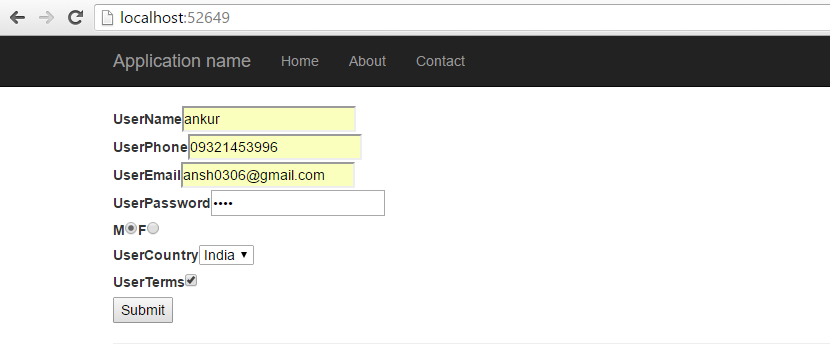 localhost:52649
Application name Home About Contact
UserName ankur
UserPhone 09321453996
UserEmail ansh0306@gmail.com
UserPassword ••••
M F
UserCountry India
UserTerms
Submit